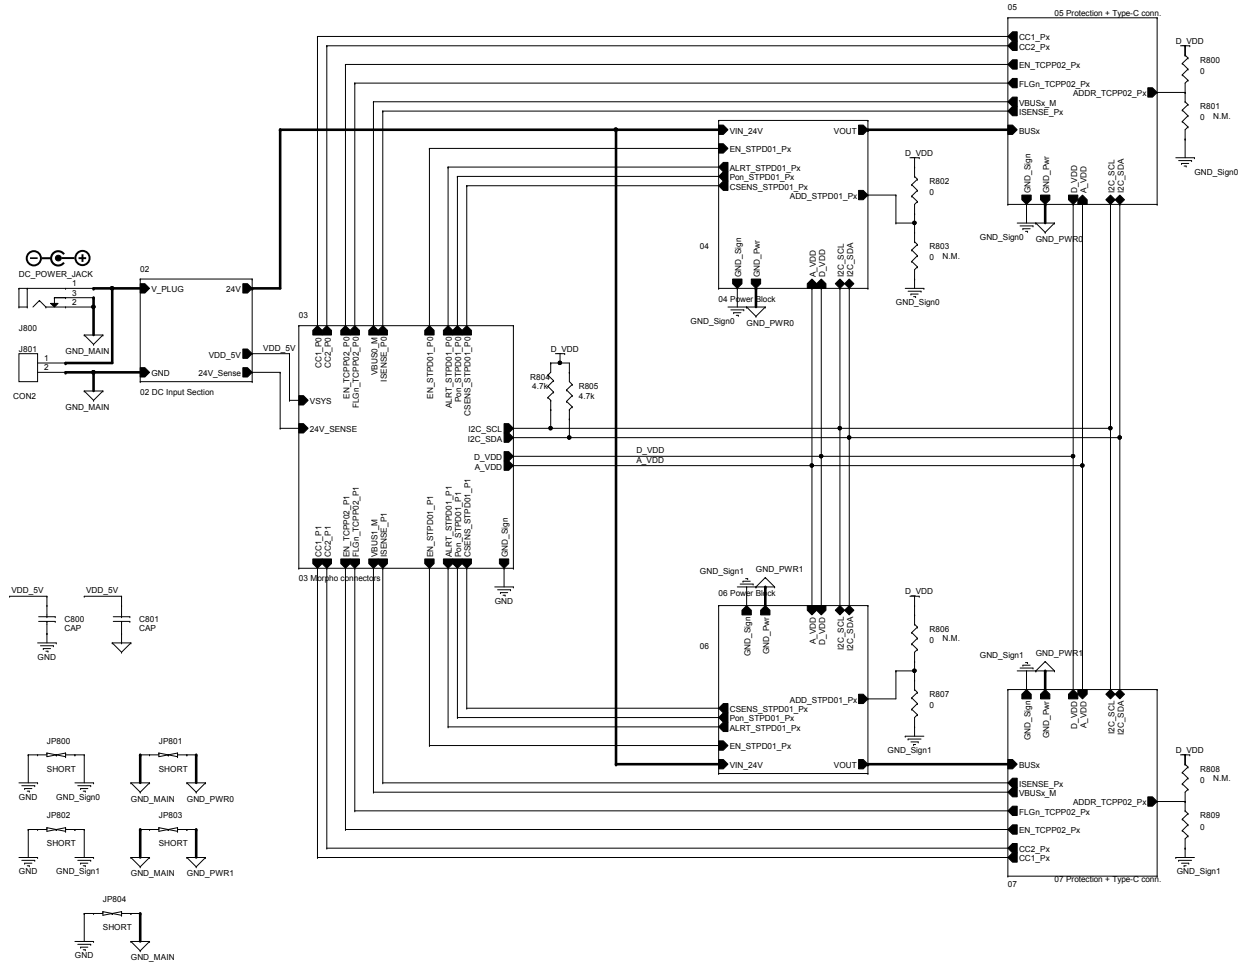 05
05 Protection + Type-C conn.
CC1_Px
CC2_Px
EN_TCPP02_Px
FLGn_TCPP02_Px
VBUSx_M
ISENSE_Px
BUSx
ADDR_TCPP02_Px
GND_Sign
GND_Pwr
D_VDD
A_VDD
I2C_SCL
I2C_SDA
GND_Sign0
GND_PWR0
D_VDD
R800
0
R801
0 N.M.
GND_Sign0
VIN_24V
VOUT
EN_STPD01_Px
ALRT_STPD01_Px
Pon_STPD01_Px
CSENS_STPD01_Px
ADD_STPD01_Px
04
GND_Sign
GND_Pwr
A_VDD
D_VDD
I2C_SCL
I2C_SDA
04 Power Block
GND_Sign0
GND_PWR0
D_VDD
R802
0
R803
0 N.M.
GND_Sign0
DC_POWER_JACK
1
3
2
J800
GND_MAIN
J801
1
2
CON2
GND_MAIN
02
V_PLUG
24V
VDD_5V
GND
24V_Sense
02 DC Input Section
VDD_5V
03
CC1_P0
CC2_P0
EN_TCPP02_P0
FLGn_TCPP02_P0
VBUS0_M
ISENSE_P0
EN_STPD01_P0
ALRT_STPD01_P0
Pon_STPD01_P0
CSENS_STPD01_P0
VSYS
24V_SENSE
I2C_SCL
I2C_SDA
D_VDD
A_VDD
CC1_P1
CC2_P1
EN_TCPP02_P1
FLGn_TCPP02_P1
VBUS1_M
ISENSE_P1
EN_STPD01_P1
ALRT_STPD01_P1
Pon_STPD01_P1
CSENS_STPD01_P1
GND_Sign
03 Morpho connectors
GND
D_VDD
R804
4.7k
R805
4.7k
D_VDD
A_VDD
VDD_5V
C800
CAP
GND
VDD_5V
C801
CAP
GND_Sign1
GND_PWR1
06 Power Block
06
GND_Sign
GND_Pwr
A_VDD
D_VDD
I2C_SCL
I2C_SDA
ADD_STPD01_Px
CSENS_STPD01_Px
Pon_STPD01_Px
ALRT_STPD01_Px
EN_STPD01_Px
VIN_24V
VOUT
D_VDD
R806
0 N.M.
R807
0
GND_Sign1
GND_Sign1
GND_PWR1
GND_Sign
GND_Pwr
D_VDD
A_VDD
I2C_SCL
I2C_SDA
BUSx
ISENSE_Px
VBUSx_M
FLGn_TCPP02_Px
EN_TCPP02_Px
CC2_Px
CC1_Px
ADDR_TCPP02_Px
07
07 Protection + Type-C conn.
D_VDD
R808
0 N.M.
R809
0
GND_Sign1
JP800
SHORT
GND
GND_Sign0
JP801
SHORT
GND_MAIN
GND_PWR0
JP802
SHORT
GND
GND_Sign1
JP803
SHORT
GND_MAIN
GND_PWR1
JP804
SHORT
GND
GND_MAIN